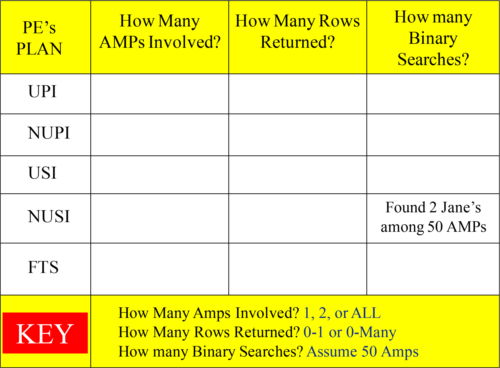 PE's
PLAN
How Many
AMPs Involved?
How Many Rows
Returned?
How many
Binary
Searches?
UPI
NUPI
USI
NUSI
Found 2 Jane's
among 50 AMPs
FTS
KEY
How Many Amps Involved? 1, 2, or ALL
How Many Rows Returned? 0-1 or 0-Many
How many Binary Searches? Assume 50 Amps